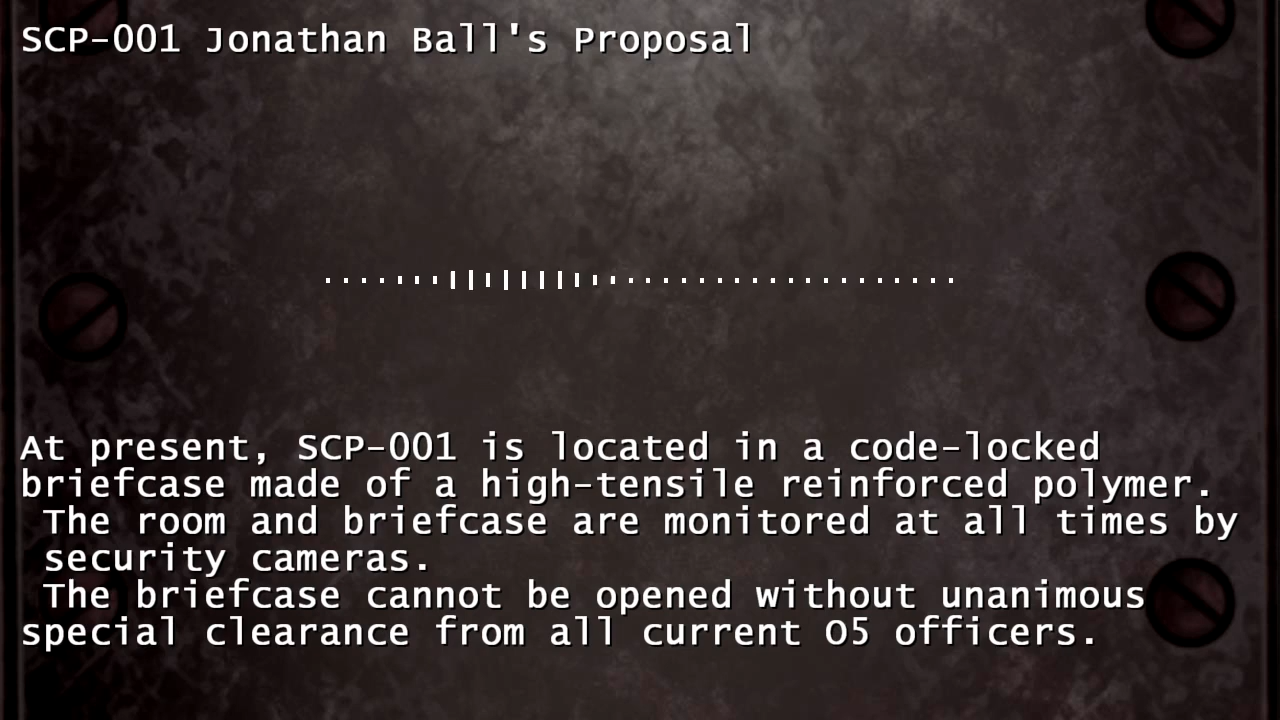 SCP-001 Jonathan Ball's Proposal
At present, SCP-001 is located in a code-locked
briefcase made of a high-tensile reinforced polymer.
The room and briefcase are monitored at all times by
security cameras.
The briefcase cannot be opened without unanimous
special clearance from all current O5 officers.